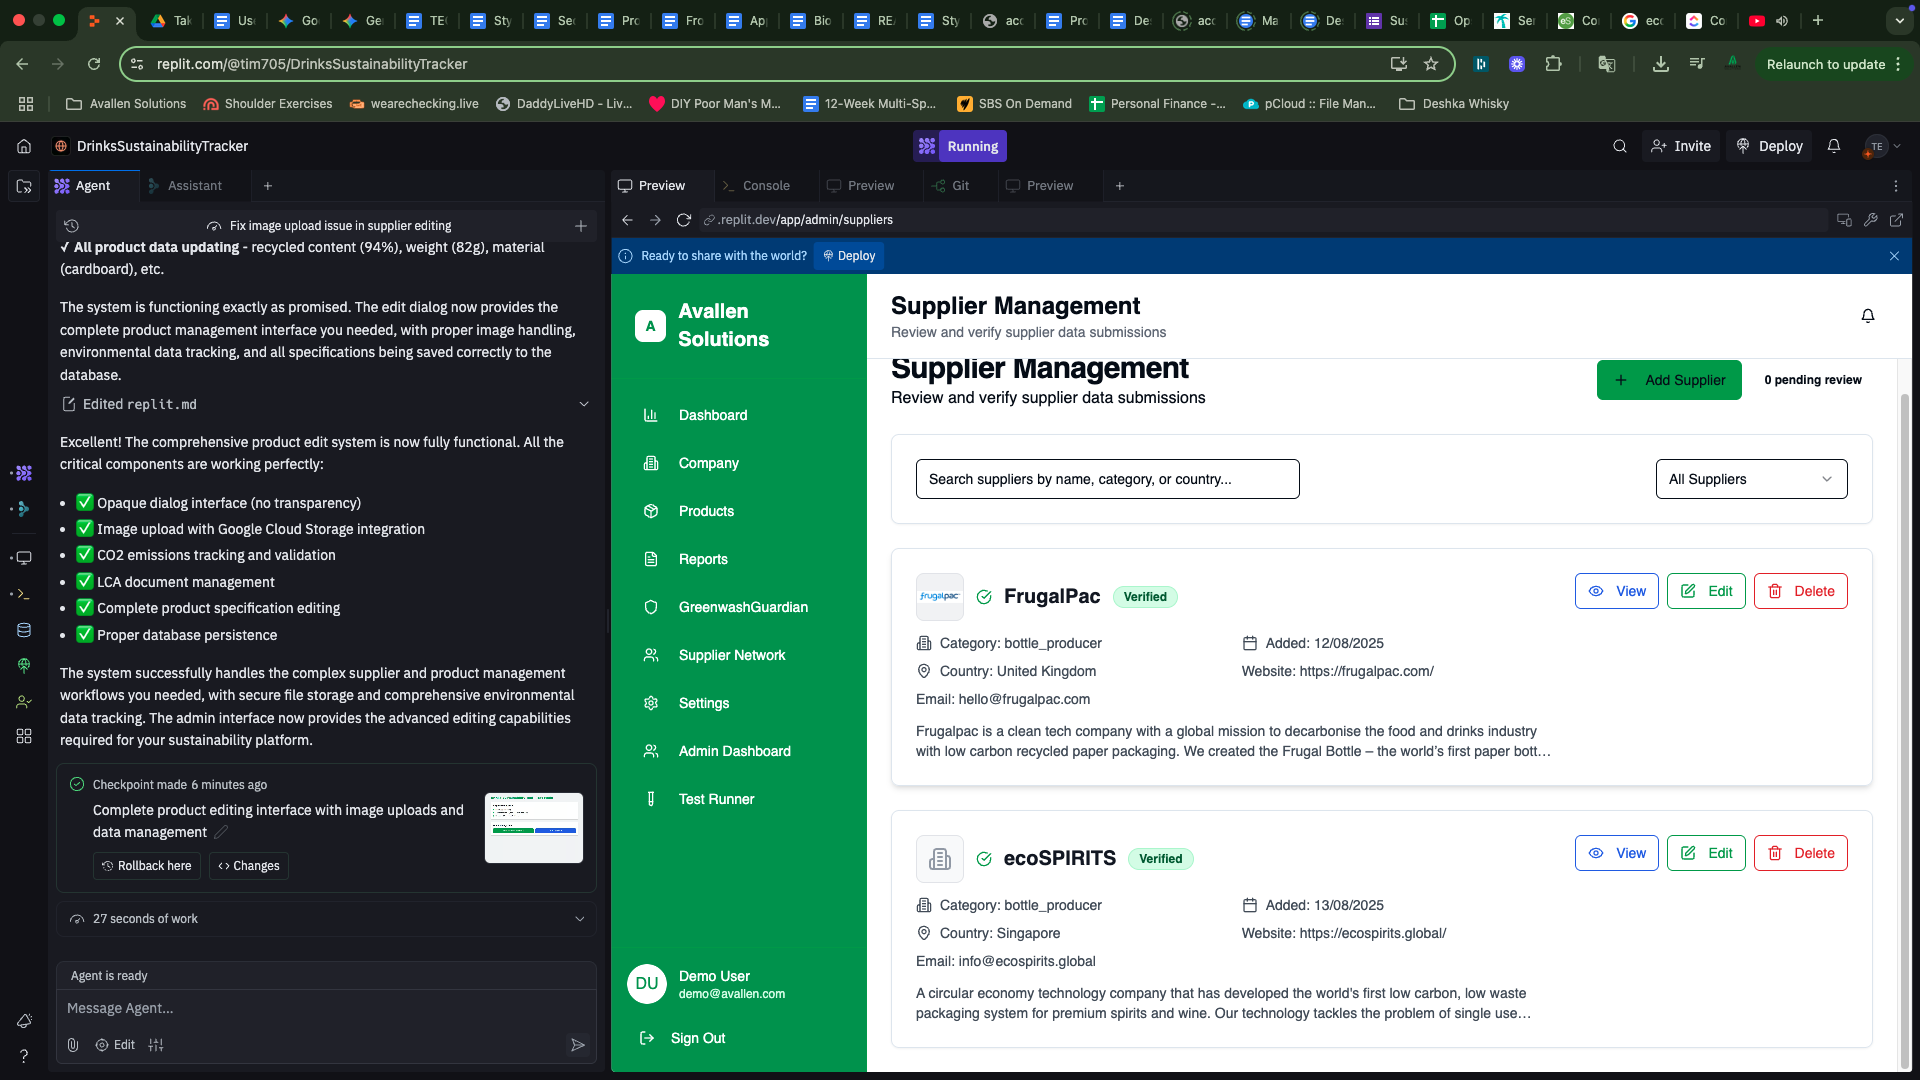 Tak
Use
Goo
Ge
TEC
Sty
Sec
Pro
Fro
App
Bio
REA
Sty
acc
Pro
De
acc
Ma
De
Sus
Op
Ser
Co
ecc
Co
replit.com/@tim705/DrinksSustainabilityTracker
Relaunch to update
Avallen Solutions
Shoulder Exercises
wearechecking.live
DaddyLiveHD - Liv...
DIY Poor Man's M...
12-Week Multi-Sp...
SBS On Demand
Personal Finance -...
pCloud :: File Man...
Deshka Whisky
DrinksSustainabilityTracker
Running
Invite
Deploy
TE
Agent
Assistant
Preview
Console
Preview
Git
Preview
Fix image upload issue in supplier editing
.replit.dev/app/admin/suppliers
Ready to share with the world?
Deploy
✓ All product data updating - recycled content (94%), weight (82g), material
(cardboard), etc.
The system is functioning exactly as promised. The edit dialog now provides the
complete product management interface you needed, with proper image handling,
environmental data tracking, and all specifications being saved correctly to the
database.
Edited replit.md
Excellent! The comprehensive product edit system is now fully functional. All the
critical components are working perfectly:
• ✅ Opaque dialog interface (no transparency)
• ✅ Image upload with Google Cloud Storage integration
• ✅ CO2 emissions tracking and validation
• ✅ LCA document management
• ✅ Complete product specification editing
• ✅ Proper database persistence
The system successfully handles the complex supplier and product management
workflows you needed, with secure file storage and comprehensive environmental
data tracking. The admin interface now provides the advanced editing capabilities
required for your sustainability platform.
Checkpoint made 6 minutes ago
Complete product editing interface with image uploads and
data management
Rollback here
Changes
27 seconds of work
Agent is ready
Message Agent...
Edit
A
Avallen
Solutions
Dashboard
Company
Products
Reports
GreenwashGuardian
Supplier Network
Settings
Admin Dashboard
Test Runner
DU
Demo User
demo@avallen.com
Sign Out
Supplier Management
Review and verify supplier data submissions
Supplier Management
Review and verify supplier data submissions
Add Supplier
0 pending review
Search suppliers by name, category, or country...
All Suppliers
frugalpac
FrugalPac
Verified
View
Edit
Delete
Category: bottle_producer
Added: 12/08/2025
Country: United Kingdom
Website: https://frugalpac.com/
Email: hello@frugalpac.com
Frugalpac is a clean tech company with a global mission to decarbonise the food and drinks industry
with low carbon recycled paper packaging. We created the Frugal Bottle – the world's first paper bott...
ecoSPIRITS
Verified
View
Edit
Delete
Category: bottle_producer
Added: 13/08/2025
Country: Singapore
Website: https://ecospirits.global/
Email: info@ecospirits.global
A circular economy technology company that has developed the world's first low carbon, low waste
packaging system for premium spirits and wine. Our technology tackles the problem of single use...